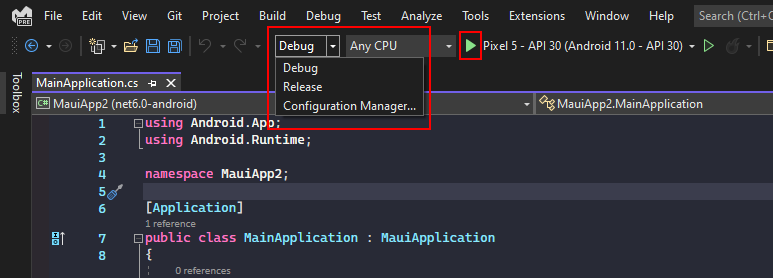 File Edit View Git Project Build Debug Test Analyze Tools Extensions Window Help Search (Ctrl+
PRE
Debug Any CPU Pixel 5 - API 30 (Android 11.0 - API 30)
Debug
Release
Configuration Manager...
Toolbox
MainApplication.cs
C# MauiApp2 (net6.0-android) MauiApp2.MainApplication
1 using Android.App;
2 using Android.Runtime;
3
4 namespace MauiApp2;
5
6 [Application]
1 reference
7 public class MainApplication : MauiApplication
8 {
0 references